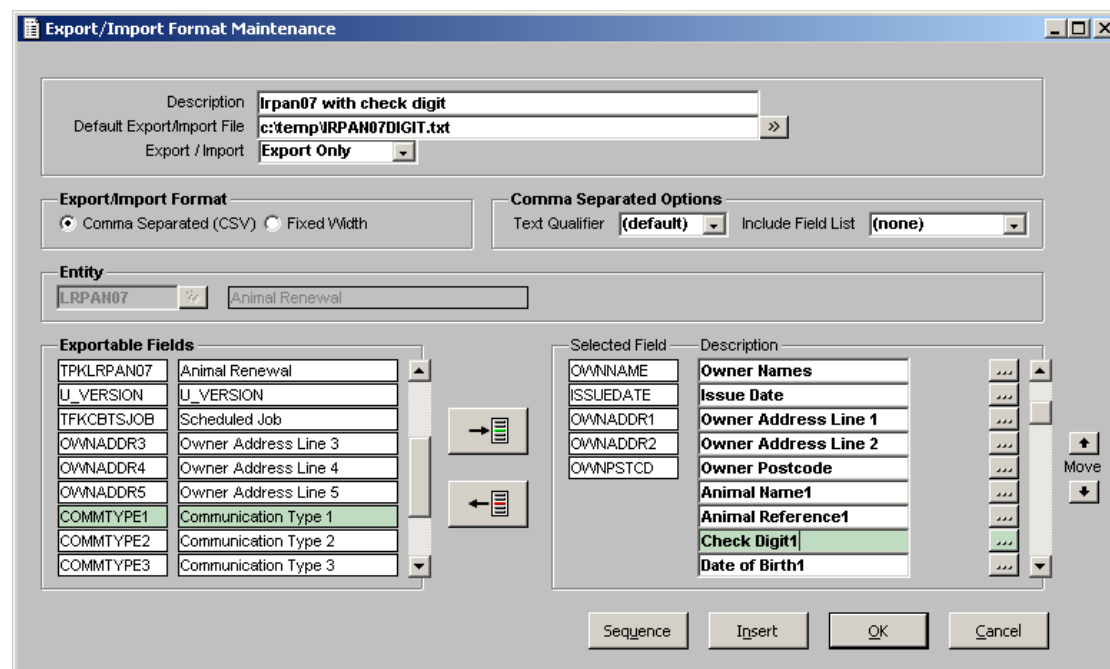 Export/Import Format Maintenance
Description lrpan07 with check digit
Default Export/Import File c:\temp\lRPAN07DIGIT.txt
Export / Import Export Only
Export/Import Format
Comma Separated (CSV) Fixed Width
Comma Separated Options
Text Qualifier (default) Include Field List (none)
Entity
LRPAN07 Animal Renewal
Exportable Fields
TPKLRPAN07 Animal Renewal
U_VERSION U_VERSION
TFKCBTSJOB Scheduled Job
OWNADDR3 Owner Address Line 3
OWNADDR4 Owner Address Line 4
OWNADDR5 Owner Address Line 5
COMMTYPE1 Communication Type 1
COMMTYPE2 Communication Type 2
COMMTYPE3 Communication Type 3
Selected Field Description
OWNNAME Owner Names ...
ISSUEDATE Issue Date ...
OWNADDR1 Owner Address Line 1 ...
OWNADDR2 Owner Address Line 2 ...
OWNPSTCD Owner Postcode ...
Animal Name1 ...
Animal Reference1 ...
Check Digit1 ...
Date of Birth1 ...
Move
Sequence Insert OK Cancel